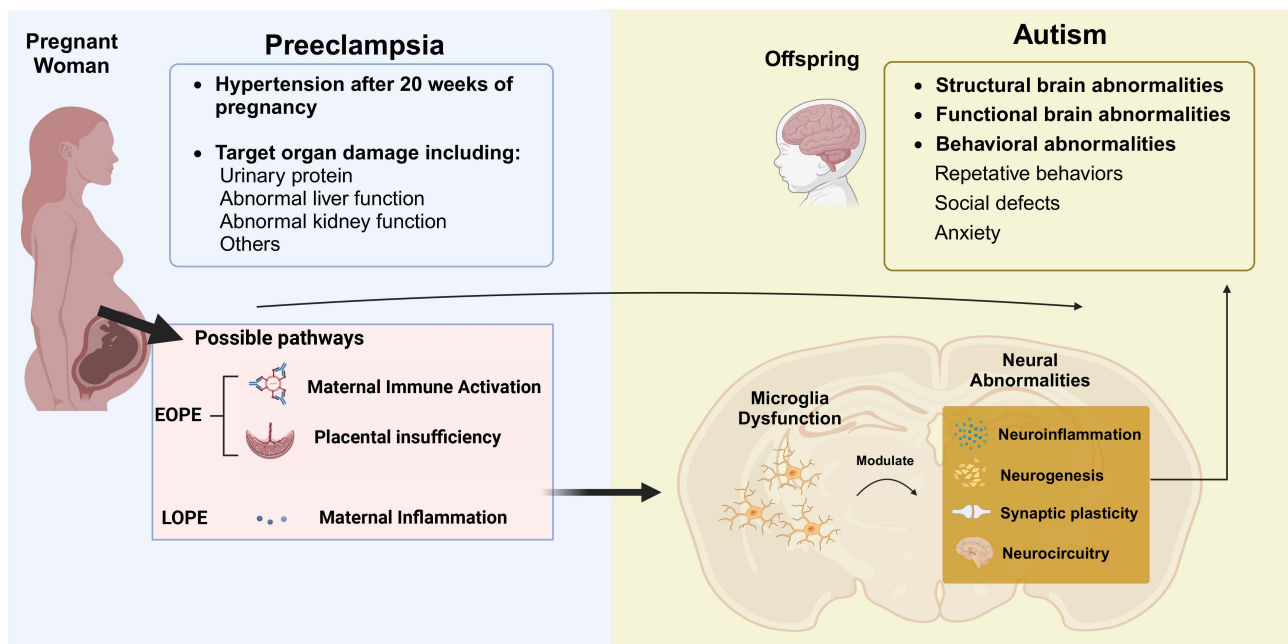 Pregnant
Woman
Preeclampsia
• Hypertension after 20 weeks of
pregnancy
• Target organ damage including:
Urinary protein
Abnormal liver function
Abnormal kidney function
Others
Possible pathways
EOPE
Maternal Immune Activation
Placental insufficiency
LOPE
Maternal Inflammation
Offspring
Autism
• Structural brain abnormalities
• Functional brain abnormalities
• Behavioral abnormalities
Repetative behaviors
Social defects
Anxiety
Microglia
Dysfunction
Modulate
Neural
Abnormalities
Neuroinflammation
Neurogenesis
Synaptic plasticity
Neurocircuitry